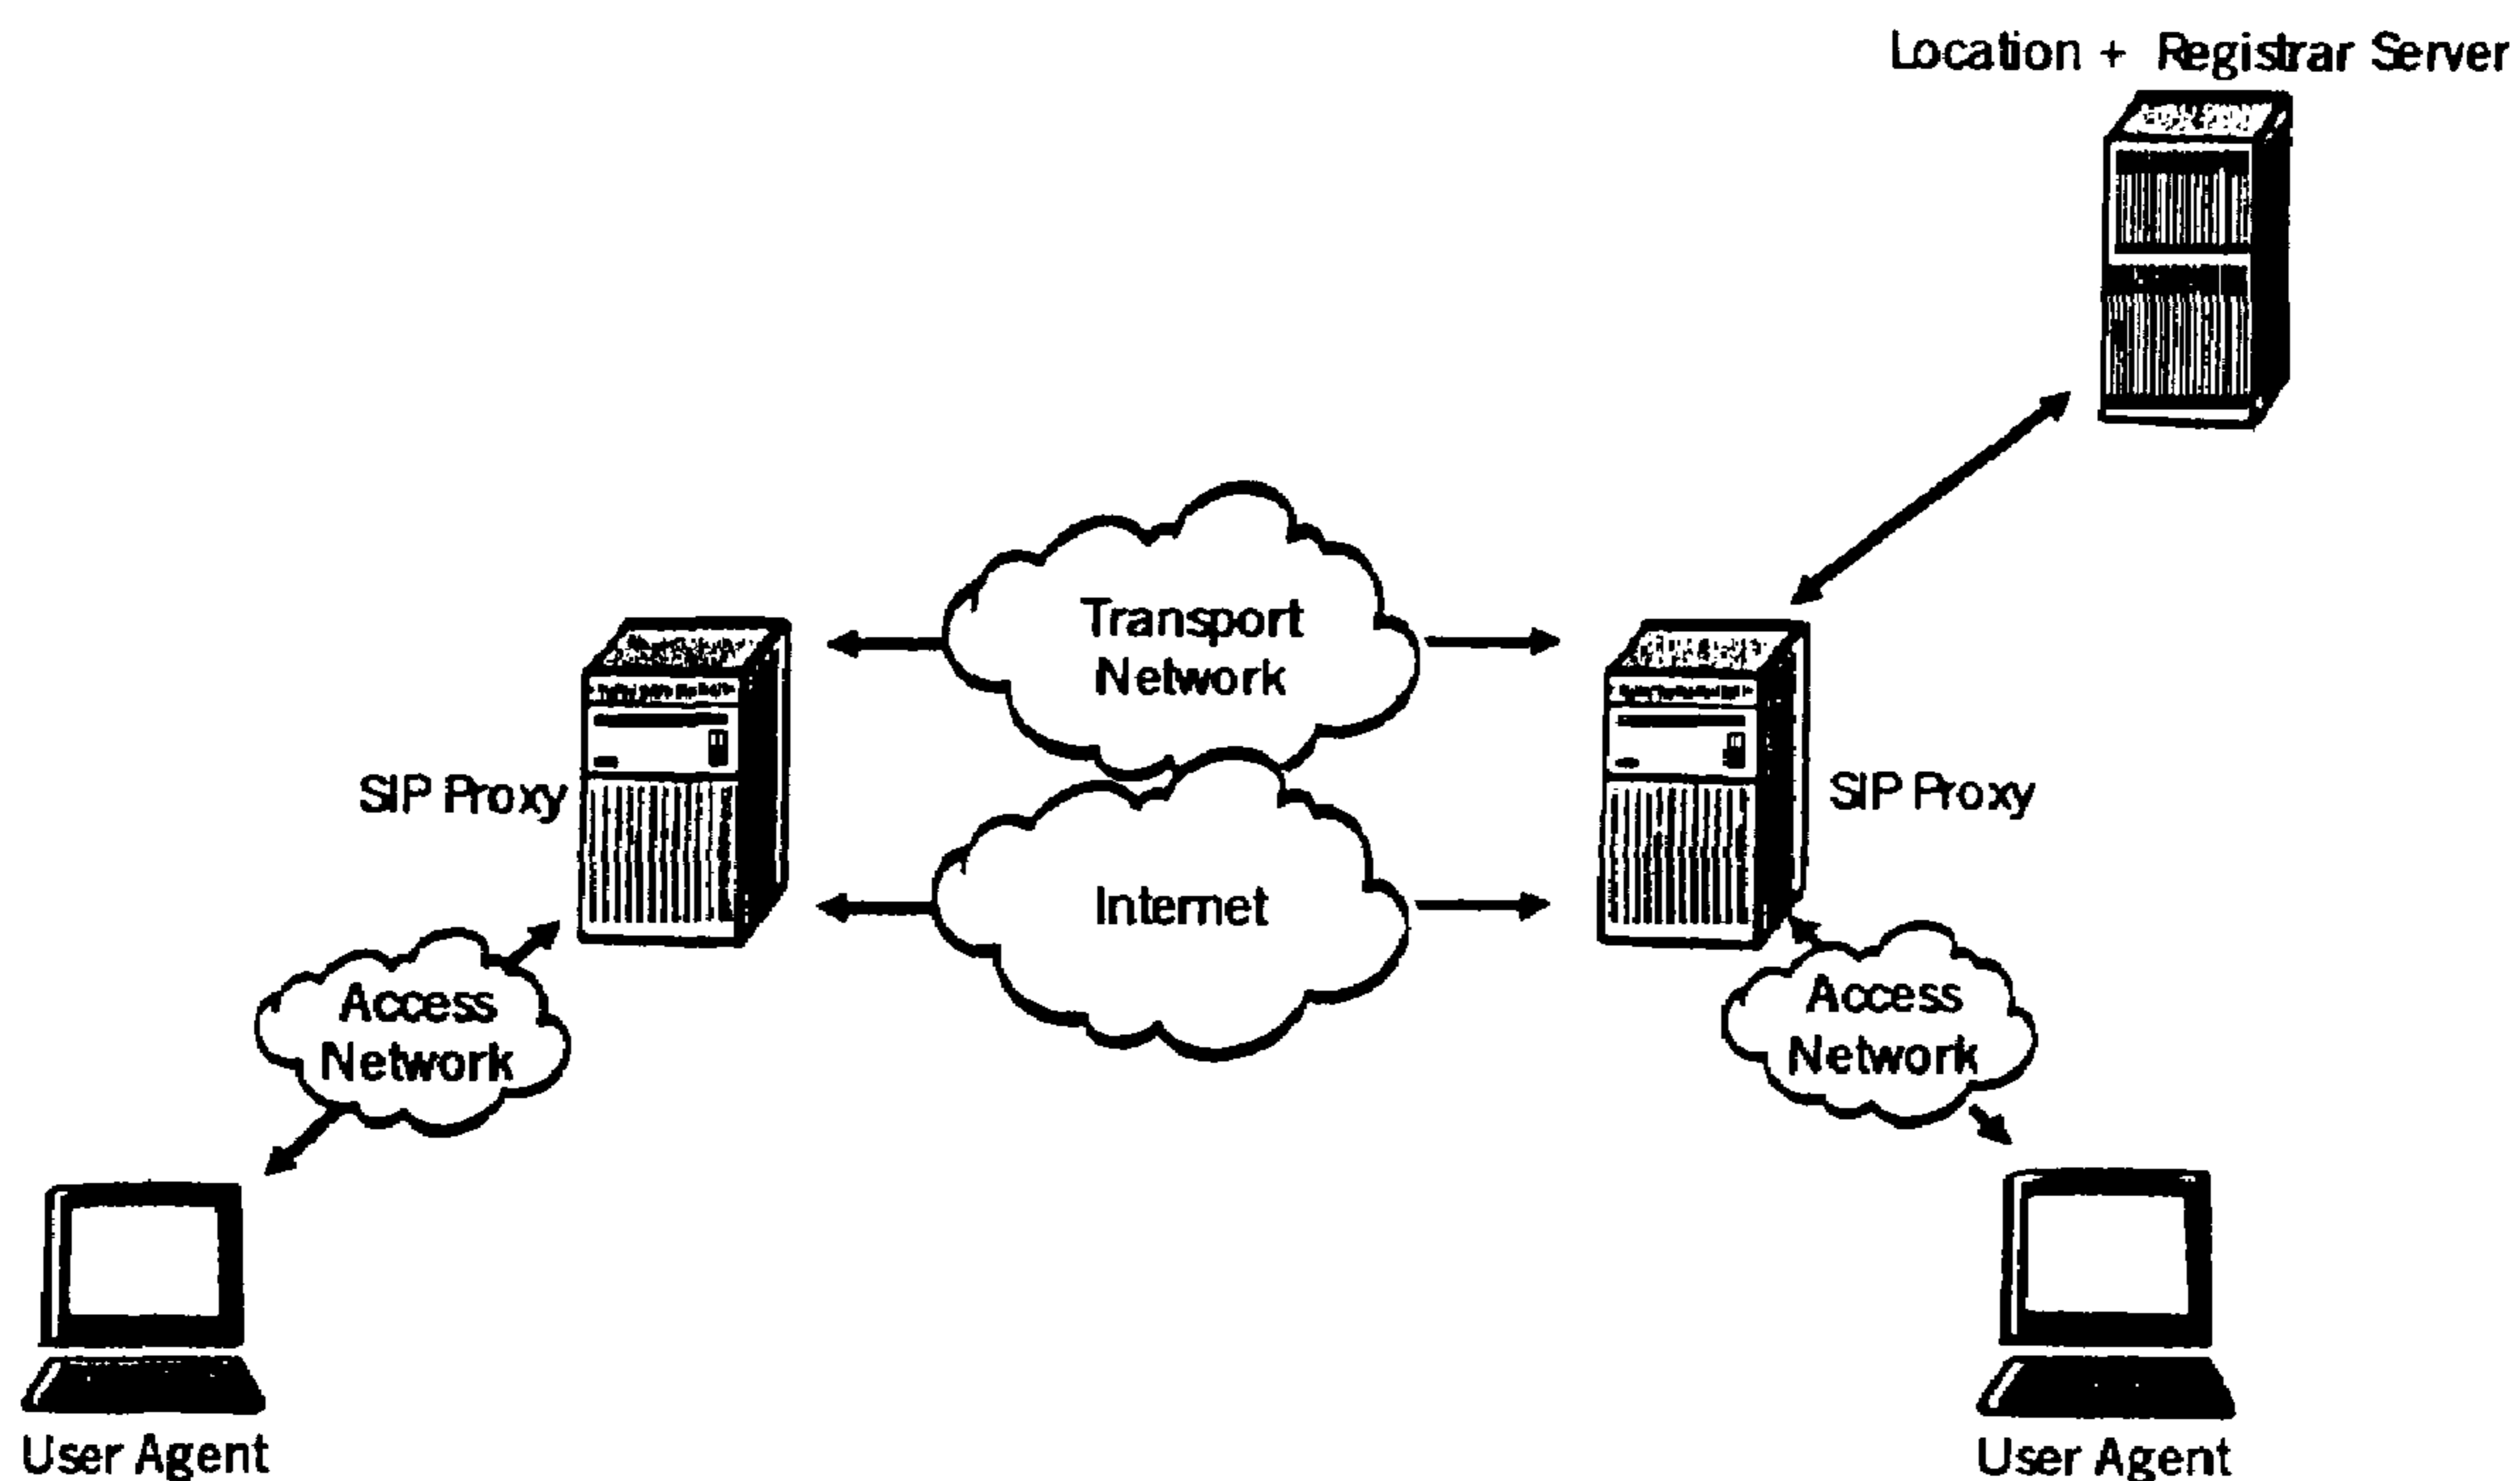 Location + Registrar Server
Transport
Network
SIP Proxy
SIP Proxy
Internet
Access
Network
Access
Network
User Agent
User Agent